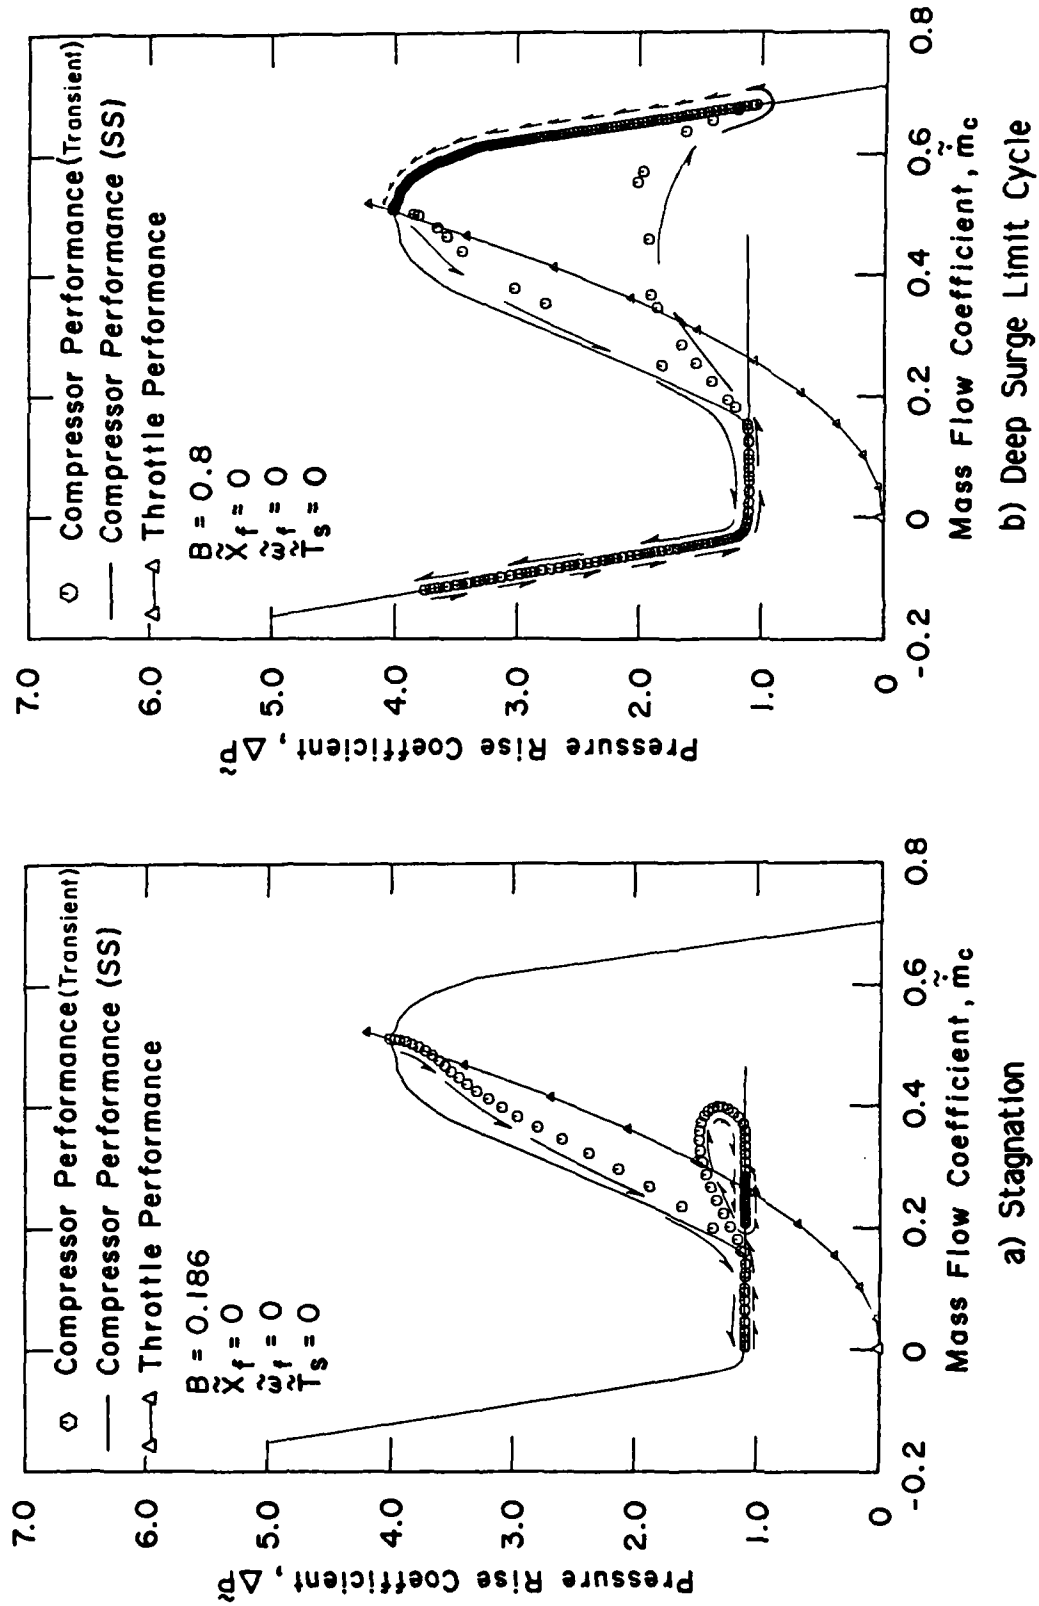 7.0
6.0
5.0
4.0
3.0
2.0
1.0
0
Pressure Rise Coefficient, ΔP̃
-0.2
0
0.2
0.4
0.6
0.8
Mass Flow Coefficient, ṁ̃c
Compressor Performance (Transient)
Compressor Performance (SS)
Throttle Performance
B = 0.186
X̃f = 0
ω̃f = 0
T̃s = 0
a) Stagnation
7.0
6.0
5.0
4.0
3.0
2.0
1.0
0
Pressure Rise Coefficient, ΔP̃
-0.2
0
0.2
0.4
0.6
0.8
Mass Flow Coefficient, ṁ̃c
Compressor Performance (Transient)
Compressor Performance (SS)
Throttle Performance
B = 0.8
X̃f = 0
ω̃f = 0
T̃s = 0
b) Deep Surge Limit Cycle